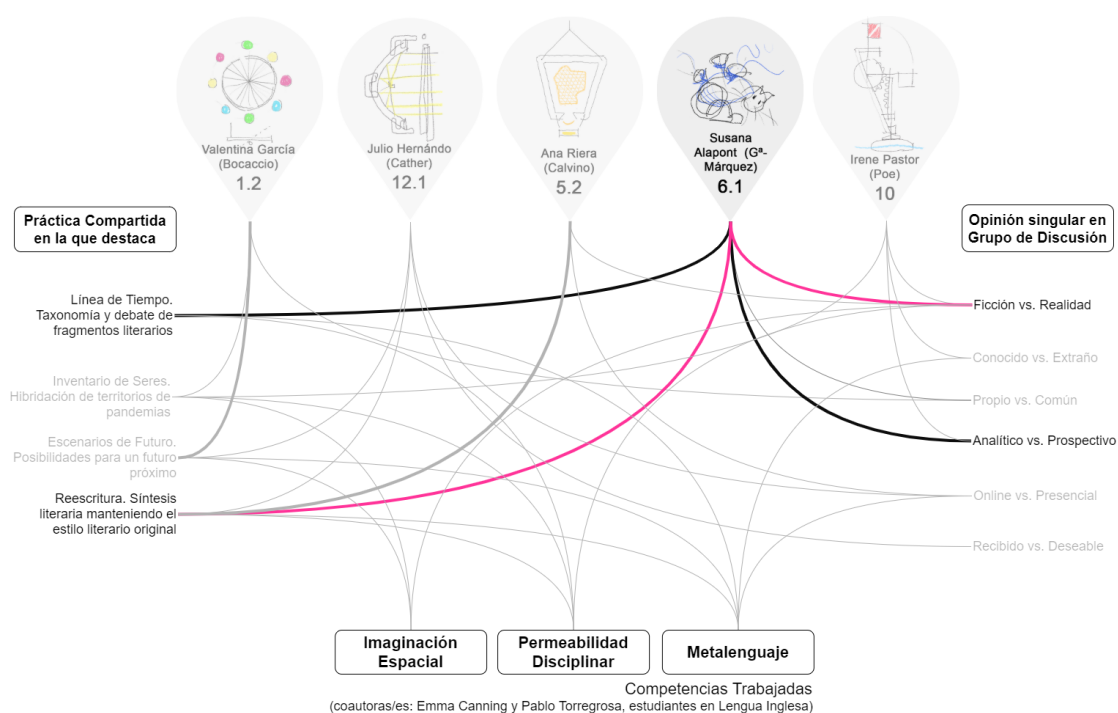 Valentina García
(Bocaccio)
1.2
Julio Hernándo
(Cather)
12.1
Ana Riera
(Calvino)
5.2
Susana
Alapont (Gª-
Márquez)
6.1
Irene Pastor
(Poe)
10
Práctica Compartida
en la que destaca
Opinión singular en
Grupo de Discusión
Línea de Tiempo.
Taxonomía y debate de
fragmentos literarios
Inventario de Seres.
Hibridación de territorios de
pandemias
Escenarios de Futuro.
Posibilidades para un futuro
próximo
Reescritura. Síntesis
literaria manteniendo el
estilo literario original
Ficción vs. Realidad
Conocido vs. Extraño
Propio vs. Común
Analítico vs. Prospectivo
Online vs. Presencial
Recibido vs. Deseable
Imaginación
Espacial
Permeabilidad
Disciplinar
Metalenguaje
Competencias Trabajadas
(coautoras/es: Emma Canning y Pablo Torregrosa, estudiantes en Lengua Inglesa)